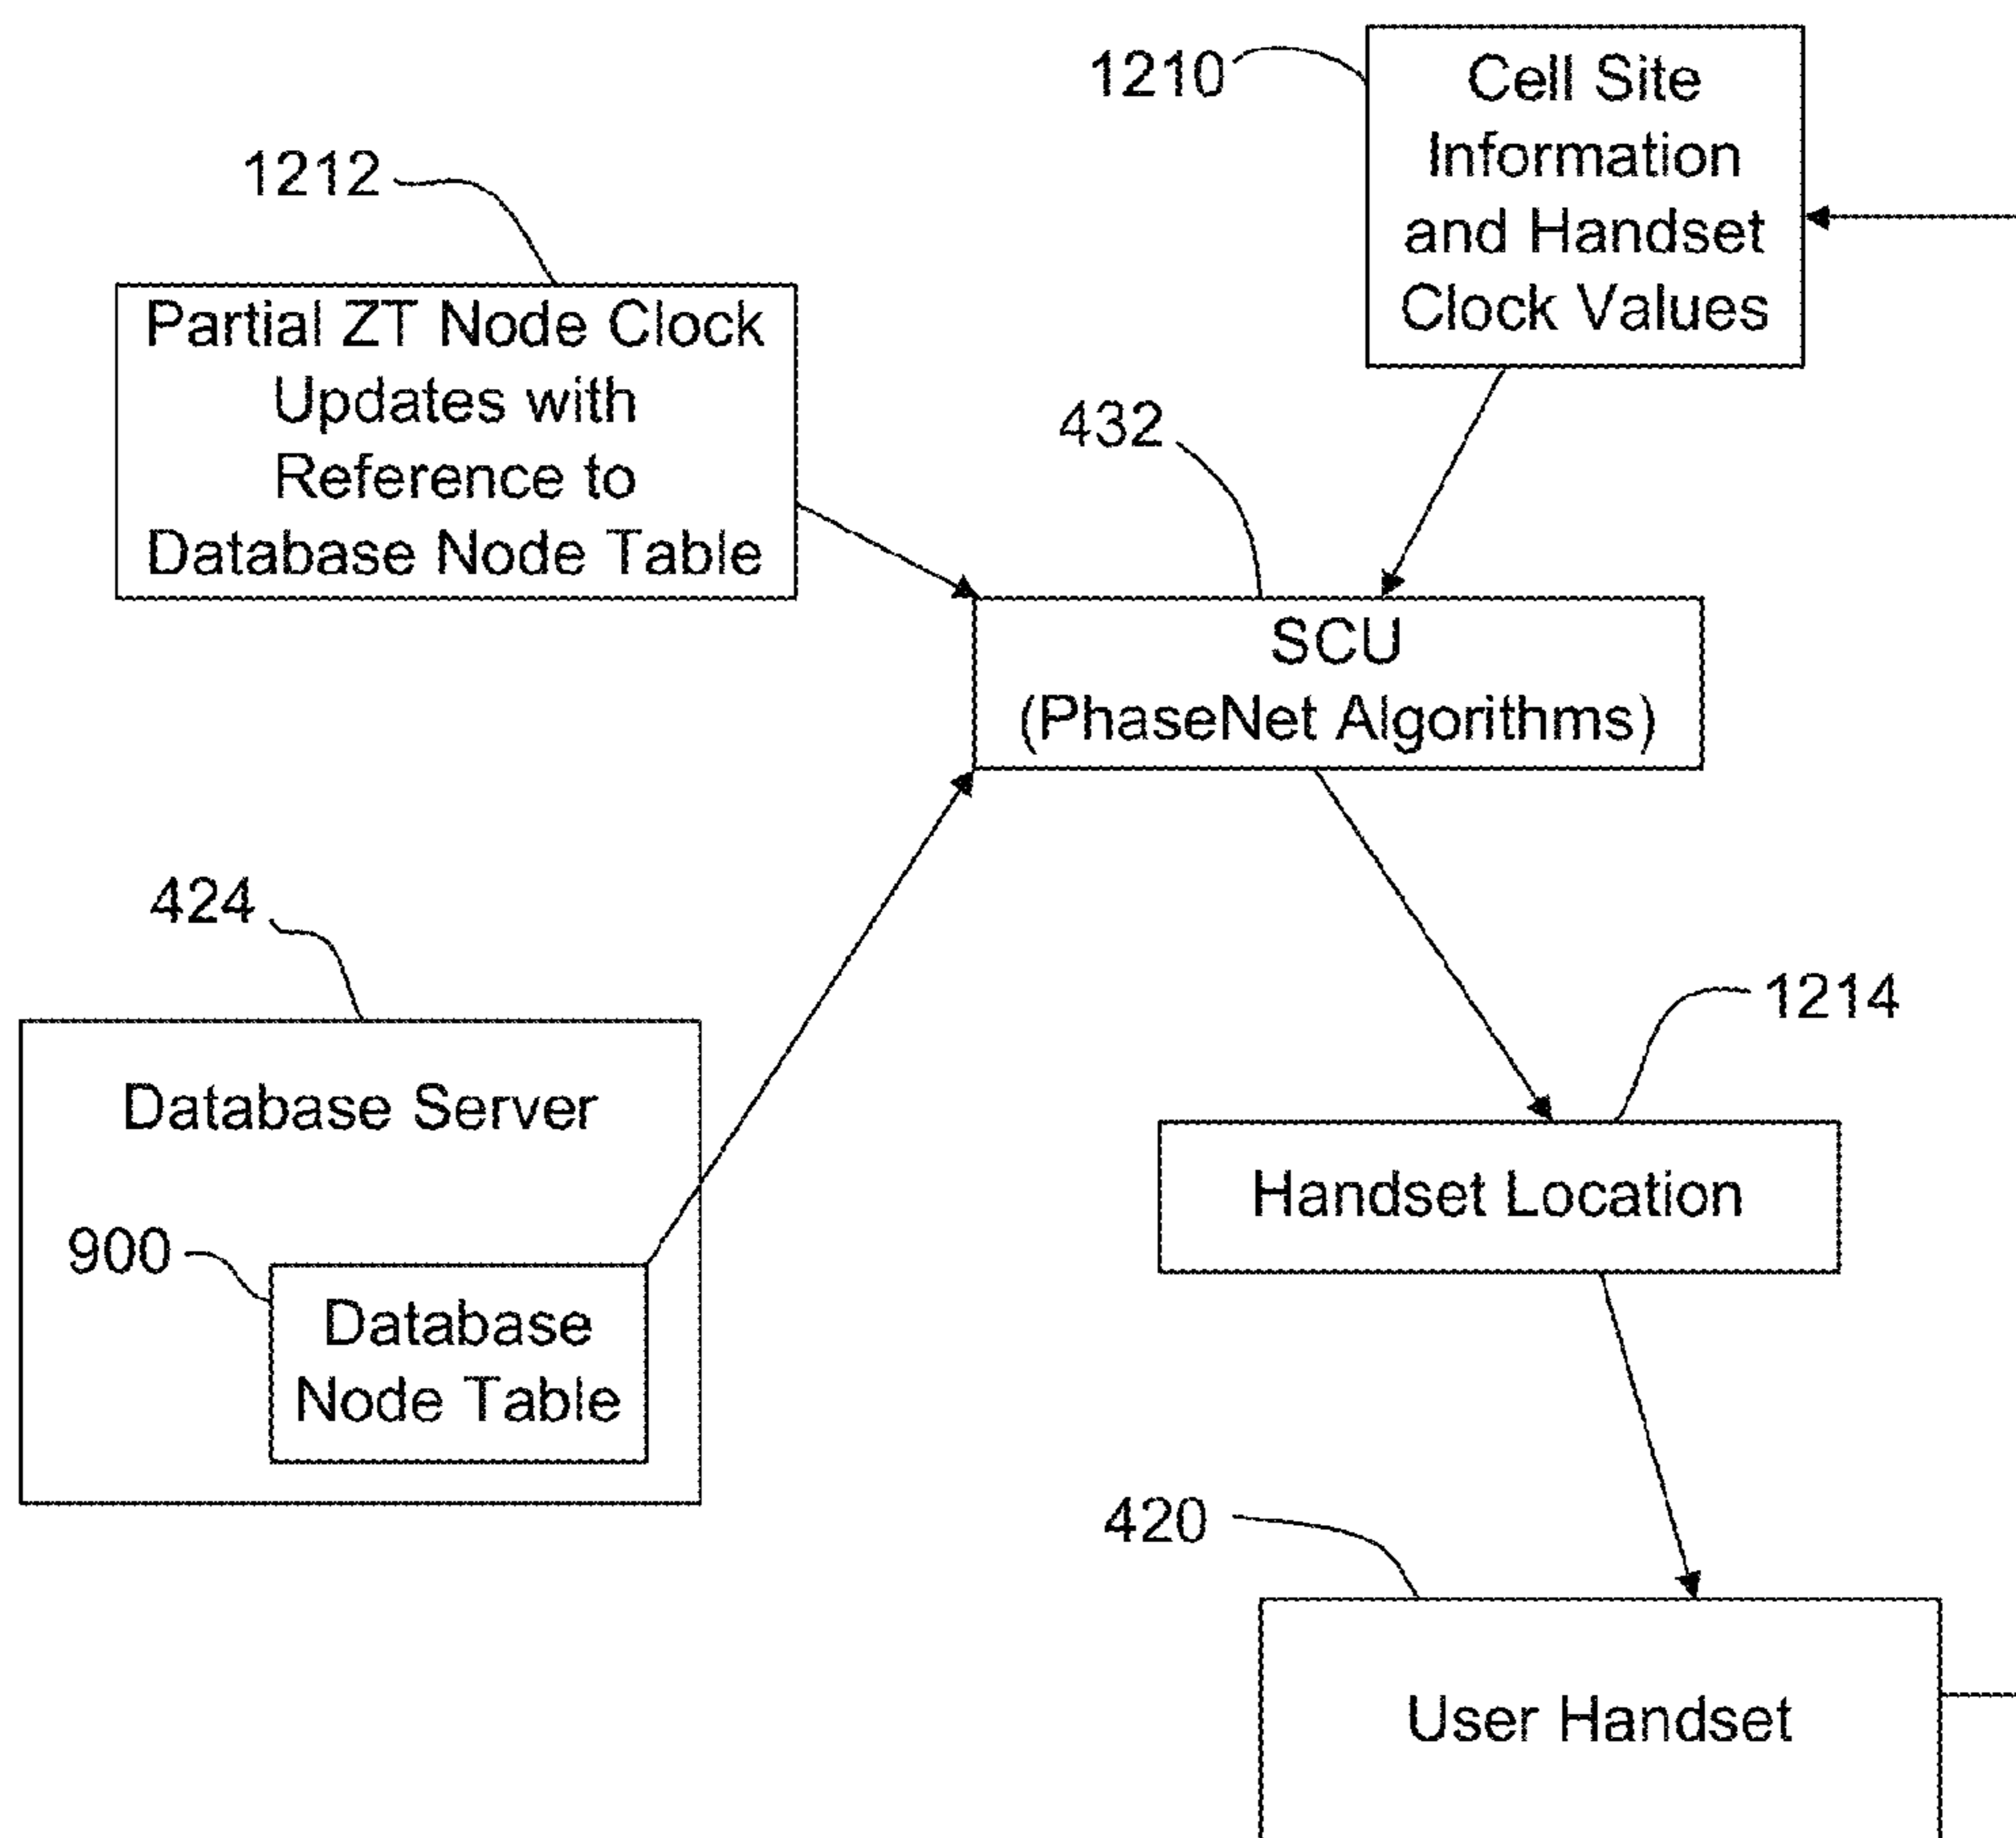 1210
Cell Site
Information
and Handset
Clock Values
1212
Partial ZT Node Clock
Updates with
Reference to
Database Node Table
432
SCU
(PhaseNet Algorithms)
424
Database Server
900
Database
Node Table
1214
Handset Location
420
User Handset